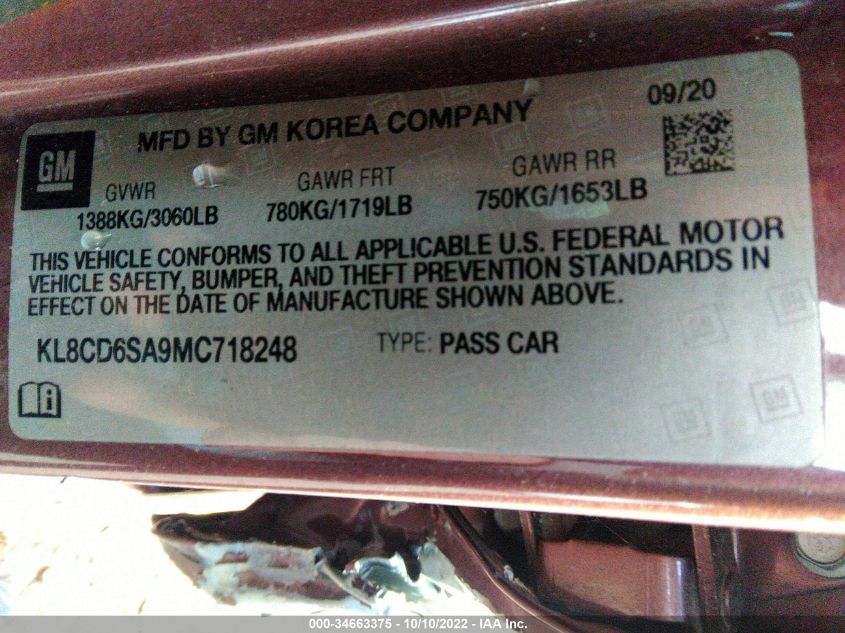 09/20
MFD BY GM KOREA COMPANY
GM
GVWR GAWR FRT GAWR RR
1388KG/3060LB 780KG/1719LB 750KG/1653LB
THIS VEHICLE CONFORMS TO ALL APPLICABLE U.S. FEDERAL MOTOR
VEHICLE SAFETY, BUMPER, AND THEFT PREVENTION STANDARDS IN
EFFECT ON THE DATE OF MANUFACTURE SHOWN ABOVE.
KL8CD6SA9MC718248 TYPE: PASS CAR
000-34663375 - 10/10/2022 - IAA Inc.